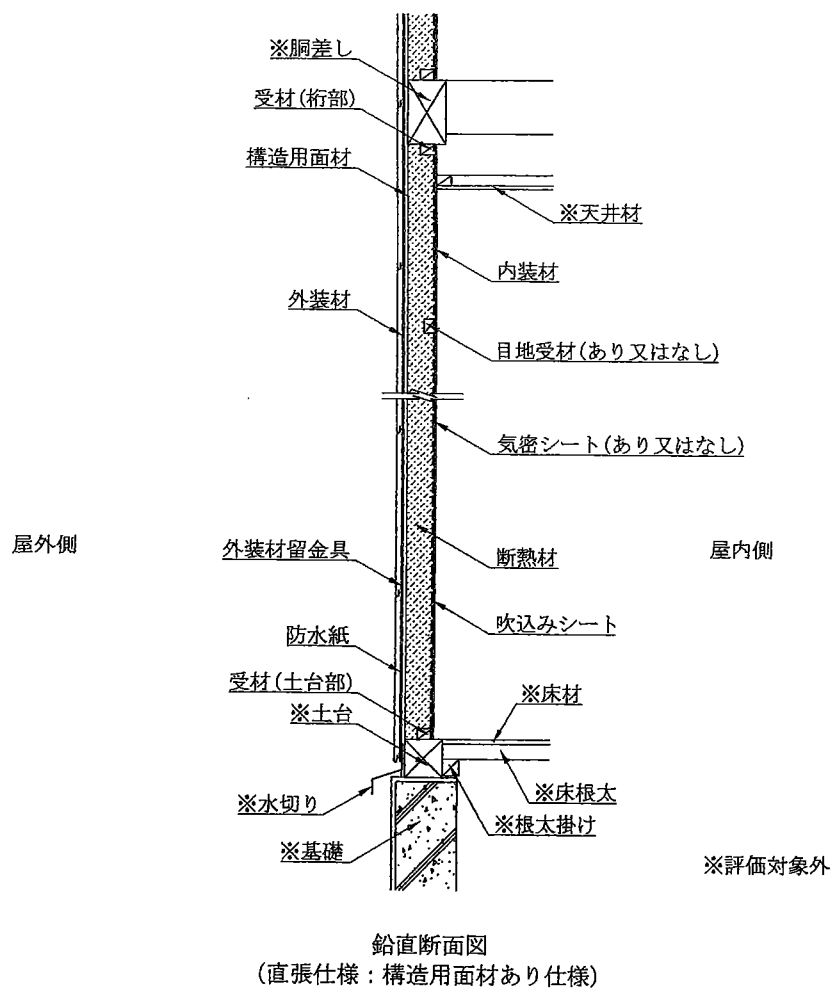 ※胴差し
受材(桁部)
構造用面材
※天井材
内装材
外装材
目地受材(あり又はなし)
気密シート(あり又はなし)
屋外側
外装材留金具
断熱材
屋内側
防水紙
吹込みシート
受材(土台部)
※床材
※土台
※水切り
※床根太
※根太掛け
※基礎
※評価対象外
鉛直断面図
(直張仕様：構造用面材あり仕様)